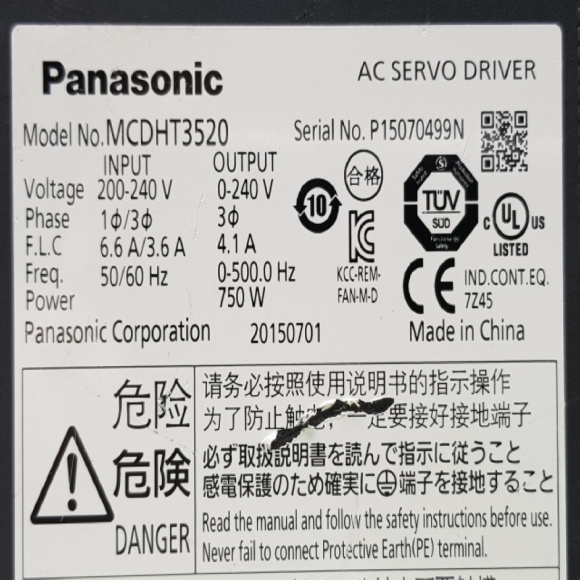 Panasonic AC SERVO DRIVER
Model No. MCDHT3520 Serial No. P15070499N
INPUT OUTPUT
Voltage 200-240 V 0-240 V
Phase 1ϕ/3ϕ 3ϕ
F.L.C 6.6 A/3.6 A 4.1 A
Freq. 50/60 Hz 0-500.0 Hz
Power 750 W
10
合格
KCC-REM-
FAN-M-D
TÜV
SÜD
Functional
Safety
C UL US
LISTED
CE IND.CONT.EQ.
7Z45
Panasonic Corporation 20150701 Made in China
危险
请务必按照使用说明书的指示操作
为了防止触 一定要接好接地端子
危険
必ず取扱説明書を読んで指示に従うこと
感電保護のため確実に端子を接地すること
DANGER
Read the manual and follow the safety instructions before use.
Never fail to connect Protective Earth(PE) terminal.